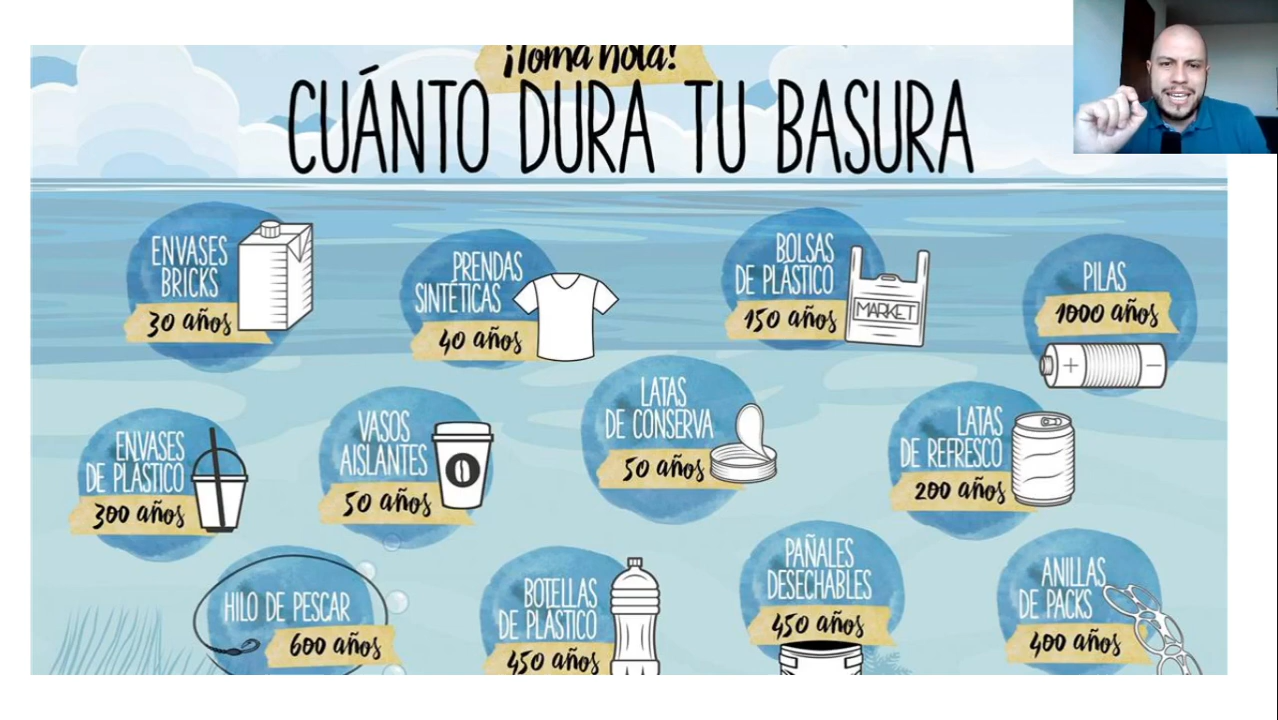 ¡Toma nota!
CUÁNTO DURA TU BASURA
ENVASES
BRICKS
30 años
PRENDAS
SINTÉTICAS
40 años
BOLSAS
DE PLÁSTICO
150 años
MARKET
PILAS
1000 años
+ -
ENVASES
DE PLÁSTICO
300 años
VASOS
AISLANTES
50 años
LATAS
DE CONSERVA
50 años
LATAS
DE REFRESCO
200 años
HILO DE PESCAR
600 años
BOTELLAS
DE PLÁSTICO
450 años
PAÑALES
DESECHABLES
450 años
ANILLAS
DE PACKS
400 años